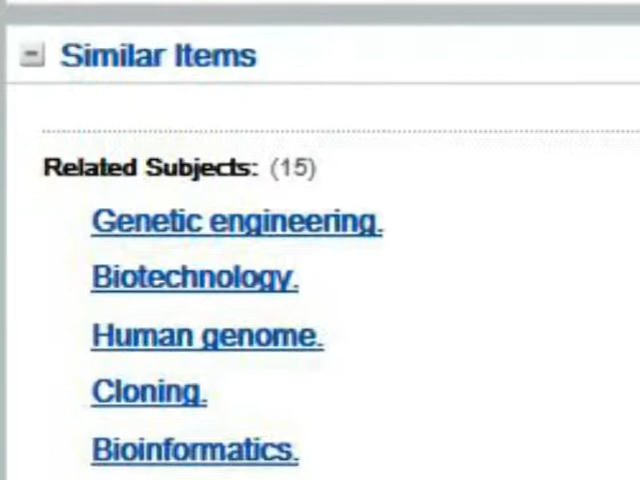 Similar Items
Related Subjects: (15)
Genetic engineering.
Biotechnology.
Human genome.
Cloning.
Bioinformatics.